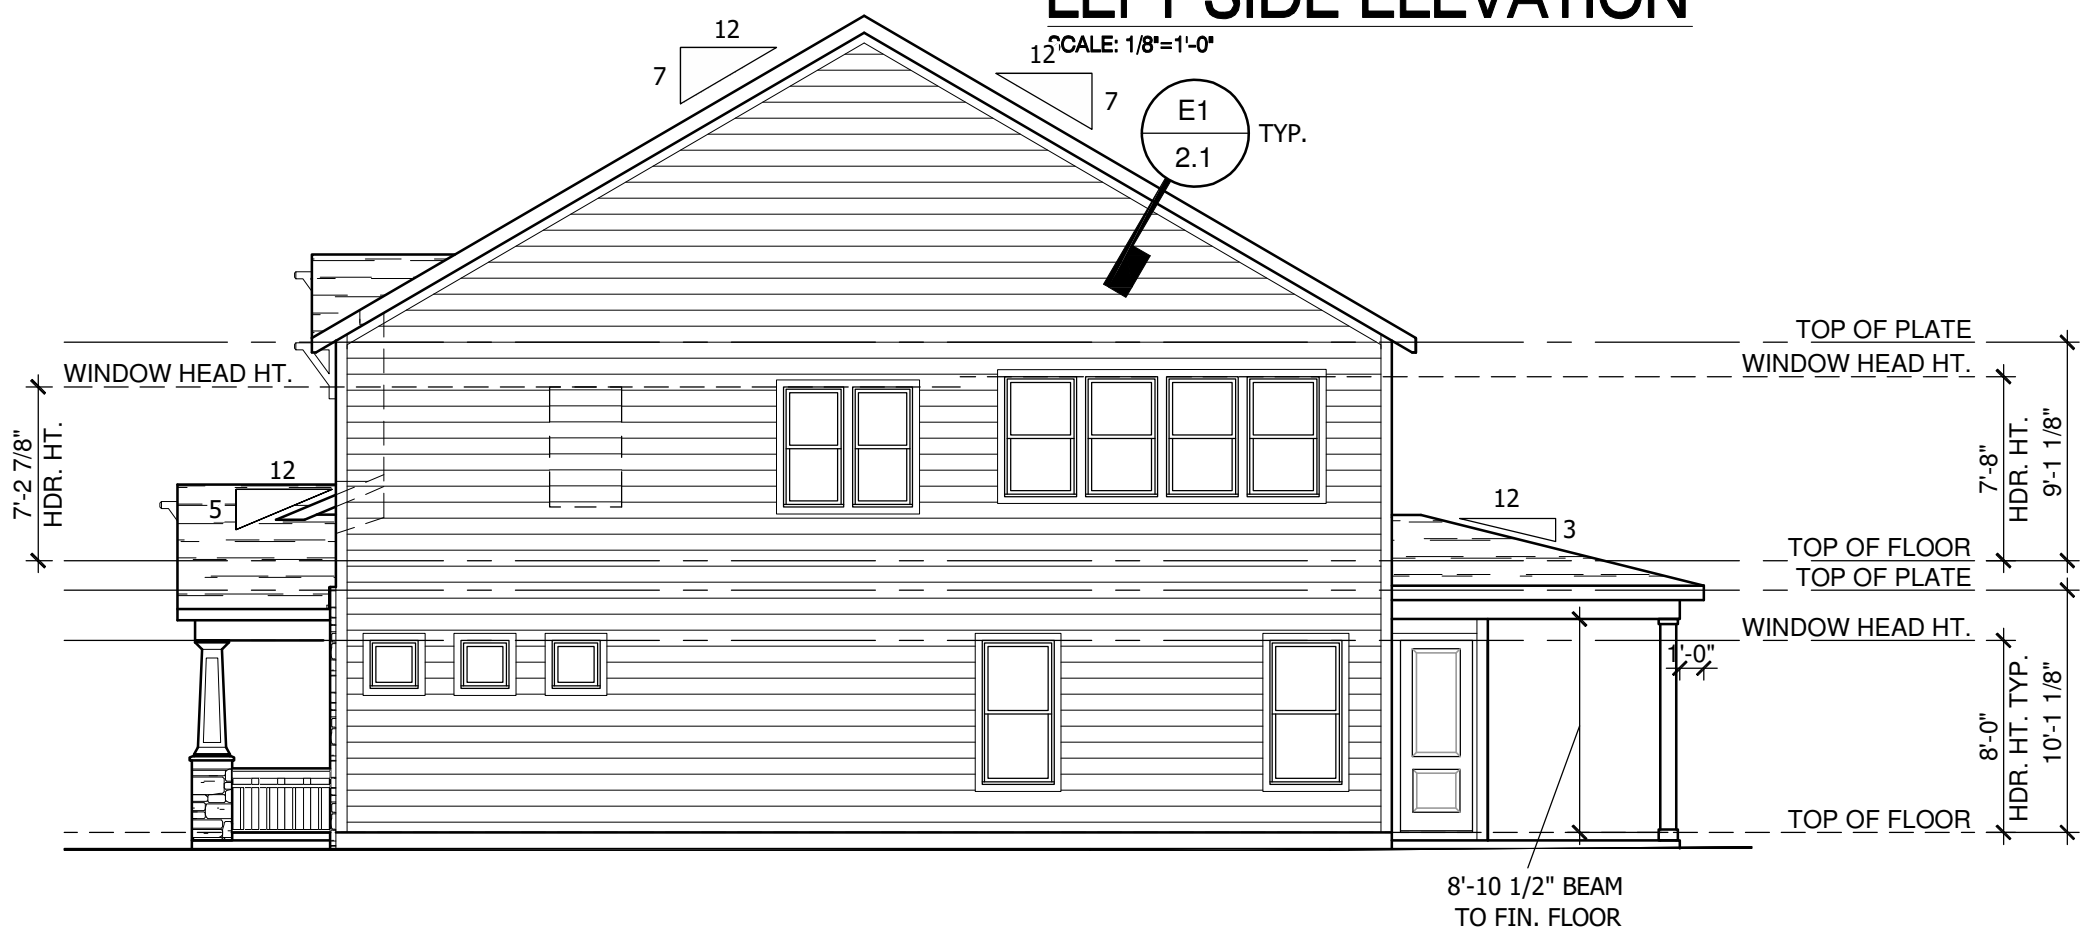 LEFT SIDE ELEVATION
SCALE: 1/8"=1'-0"
12
7
12
7
E1
2.1
TYP.
TOP OF PLATE
WINDOW HEAD HT.
WINDOW HEAD HT.
7'-2 7/8"
HDR. HT.
7'-8"
HDR. HT.
9'-1 1/8"
12
5
12
3
TOP OF FLOOR
TOP OF PLATE
WINDOW HEAD HT.
1'-0"
8'-0"
HDR. HT. TYP.
10'-1 1/8"
TOP OF FLOOR
8'-10 1/2" BEAM
TO FIN. FLOOR